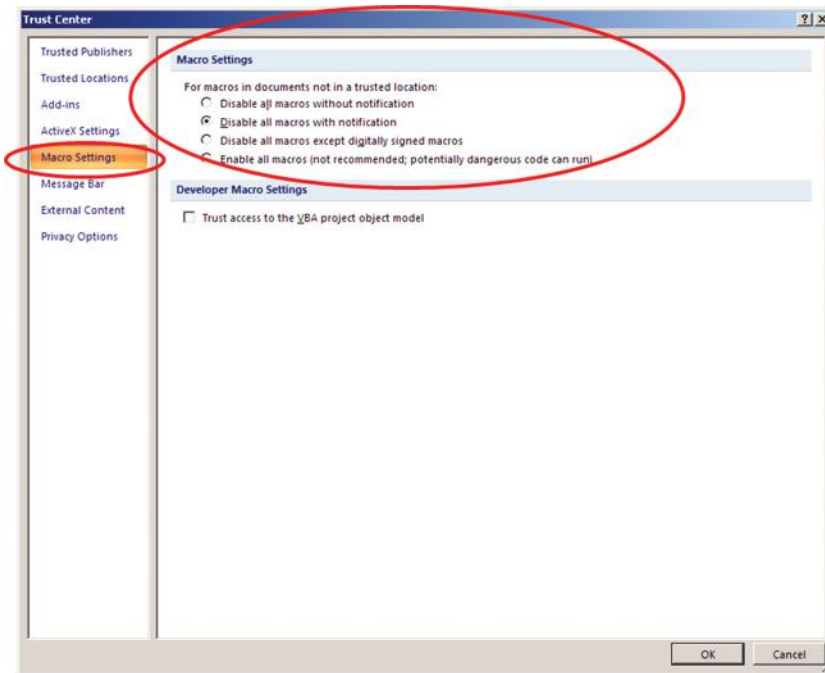 Trust Center
Trusted Publishers
Trusted Locations
Add-ins
ActiveX Settings
Macro Settings
Message Bar
External Content
Privacy Options
Macro Settings
For macros in documents not in a trusted location:
Disable all macros without notification
Disable all macros with notification
Disable all macros except digitally signed macros
Enable all macros (not recommended; potentially dangerous code can run)
Developer Macro Settings
Trust access to the VBA project object model
OK
Cancel